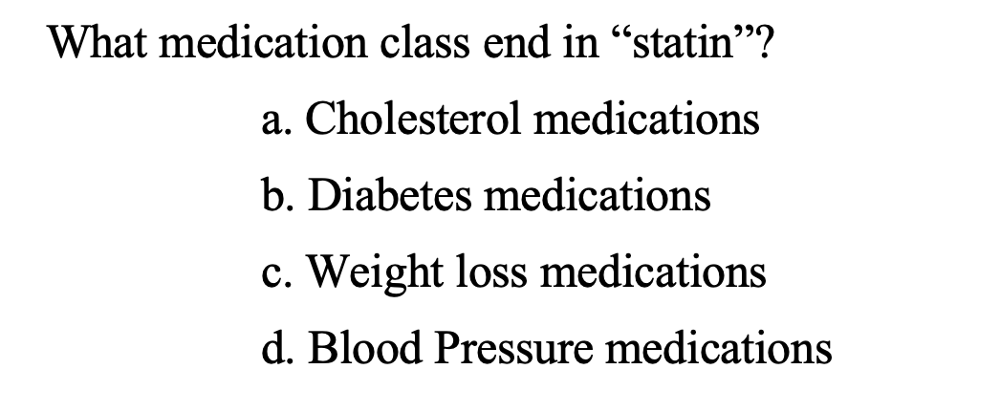 What medication class end in “statin”?
a. Cholesterol medications
b. Diabetes medications
c. Weight loss medications
d. Blood Pressure medications